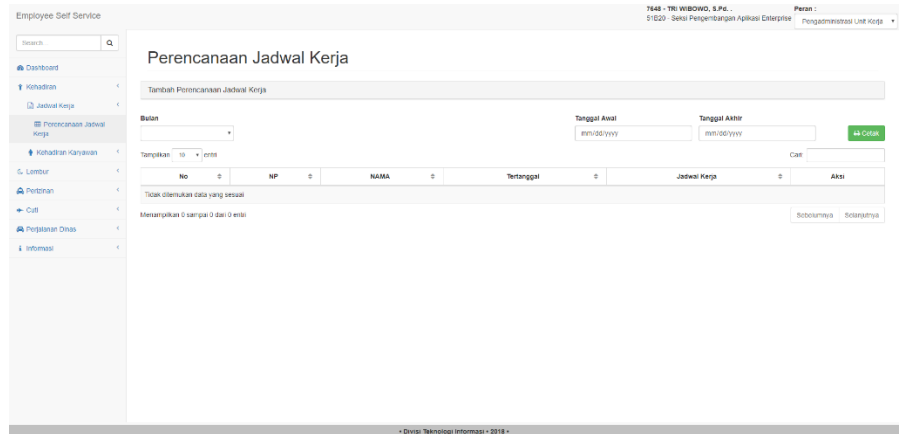 Employee Self Service
7648 - TRI WIBOWO, S.Pd. .
51B20 - Seksi Pengembangan Aplikasi Enterprise
Peran :
Pengadministrasi Unit Kerja
Search
Dashboard
Kehadiran
Jadwal Kerja
Perencanaan Jadwal
Kerja
Kehadiran Karyawan
Lembur
Perizinan
Cuti
Perjalanan Dinas
Informasi
Perencanaan Jadwal Kerja
Tambah Perencanaan Jadwal Kerja
Bulan
Tanggal Awal
Tanggal Akhir
mm/dd/yyyy
mm/dd/yyyy
Cetak
Tampilkan 10 entri
Cari
No NP NAMA Tertanggal Jadwal Kerja Aksi
Tidak ditemukan data yang sesuai
Menampilkan 0 sampai 0 dari 0 entri
Sebelumnya Selanjutnya
• Divisi Teknologi Informasi • 2018 •